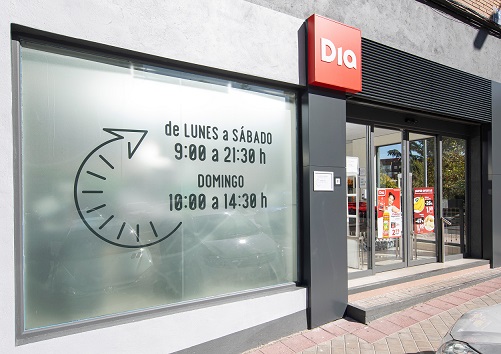 Dia
de LUNES a SÁBADO
9:00 a 21:30 h
DOMINGO
10:00 a 14:30 h